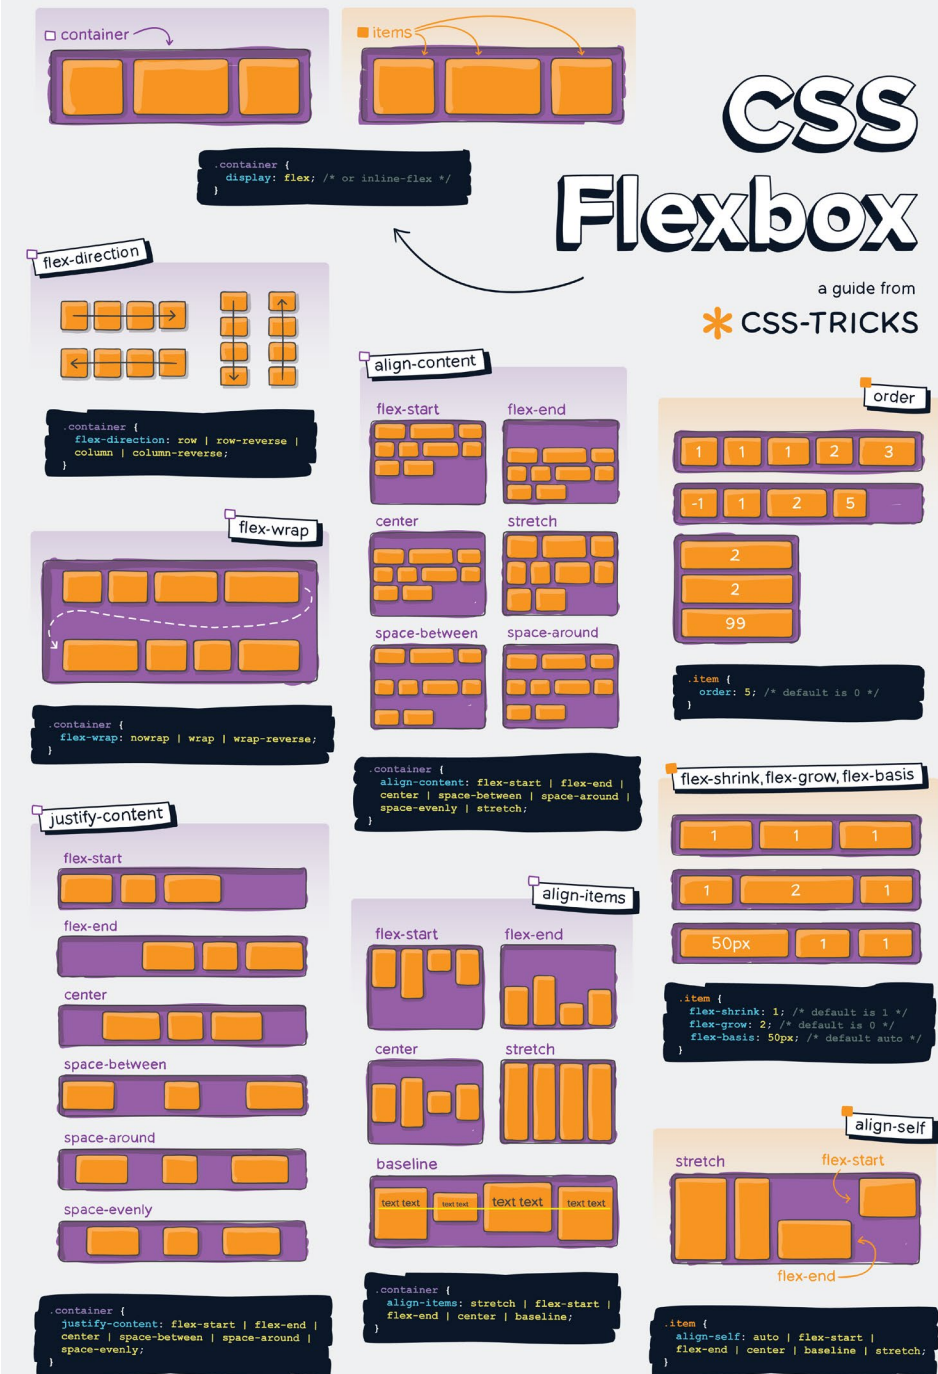 container
items
CSS
Flexbox
a guide from
CSS-TRICKS
.container {
display: flex; /* or inline-flex */
}
flex-direction
.container {
flex-direction: row | row-reverse |
column | column-reverse;
}
flex-wrap
.container {
flex-wrap: nowrap | wrap | wrap-reverse;
}
justify-content
flex-start
flex-end
center
space-between
space-around
space-evenly
.container {
justify-content: flex-start | flex-end |
center | space-between | space-around |
space-evenly;
}
align-content
flex-start flex-end
center stretch
space-between space-around
.container {
align-content: flex-start | flex-end |
center | space-between | space-around |
space-evenly | stretch;
}
align-items
flex-start flex-end
center stretch
baseline
text text text text text text text text
.container {
align-items: stretch | flex-start |
flex-end | center | baseline;
}
order
1 1 1 2 3
-1 1 2 5
2
2
99
.item {
order: 5; /* default is 0 */
}
flex-shrink, flex-grow, flex-basis
1 1 1
1 2 1
50px 1 1
.item {
flex-shrink: 1; /* default is 1 */
flex-grow: 2; /* default is 0 */
flex-basis: 50px; /* default auto */
}
align-self
stretch flex-start
flex-end
.item {
align-self: auto | flex-start |
flex-end | center | baseline | stretch;
}